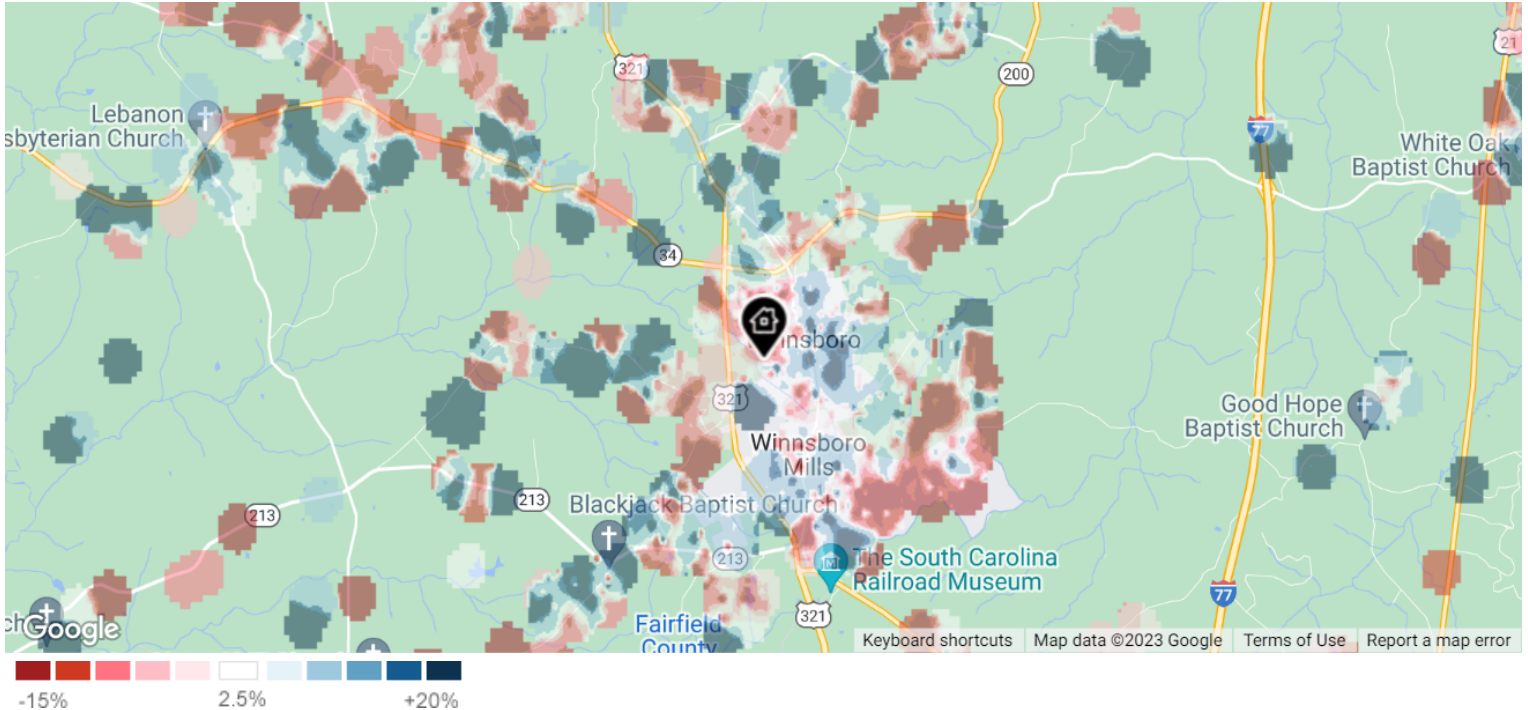 321
21
200
Lebanon
sbyterian Church
77
White Oak
Baptist Church
34
insboro
321
Good Hope
Baptist Church
Winnsboro
Mills
213
213
Blackjack Baptist Church
213
The South Carolina
Railroad Museum
77
321
Fairfield
County
ch
Google
Keyboard shortcuts
Map data ©2023 Google
Terms of Use
Report a map error
-15%
2.5%
+20%